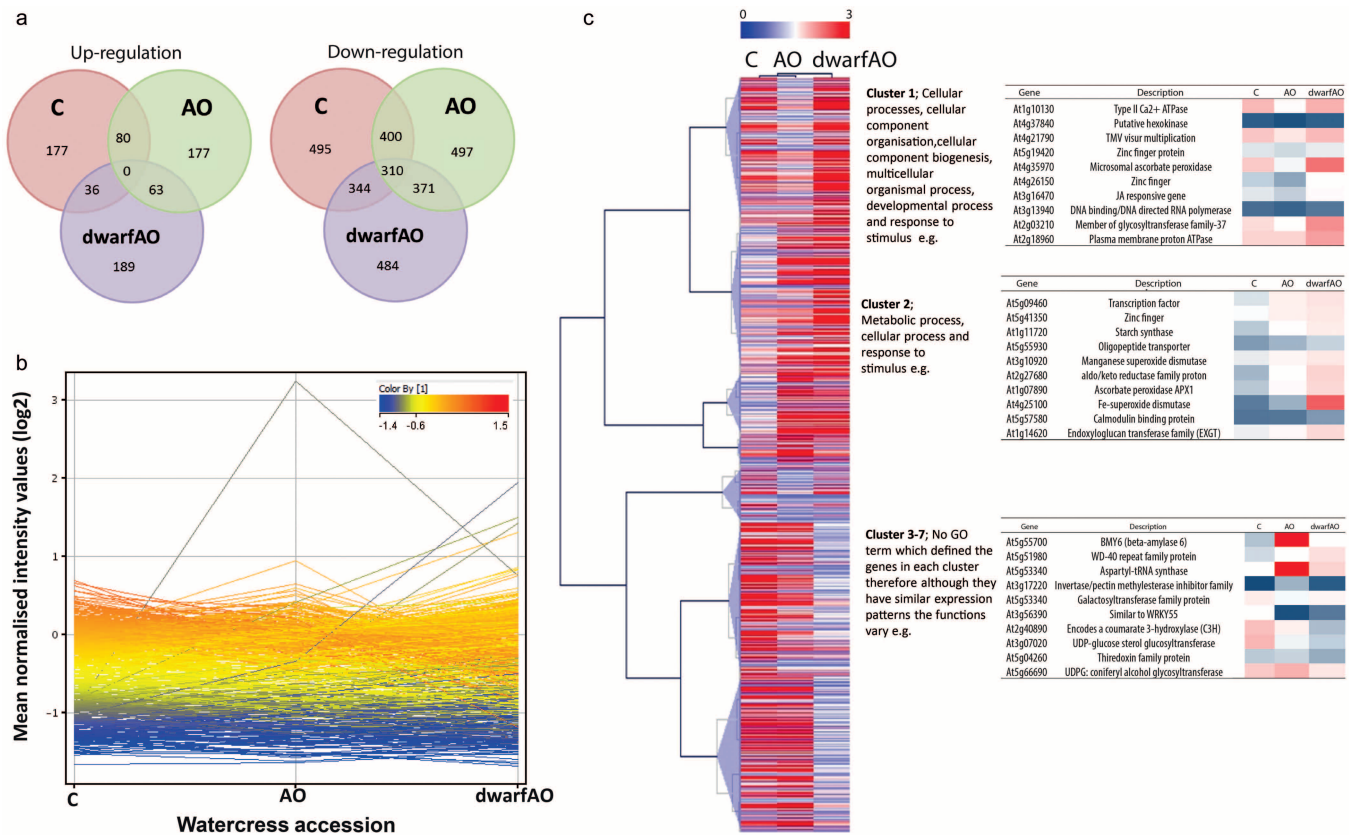 a
Up-regulation
C
AO
177
80
177
0
36
63
dwarfAO
189
Down-regulation
C
AO
495
400
497
310
344
371
dwarfAO
484
b
Mean normalised intensity values (log2)
3
2
1
0
−1
Color By [1]
-1.4
-0.6
1.5
C
AO
dwarfAO
Watercress accession
c
0
3
C
AO
dwarfAO
Cluster 1; Cellular
processes, cellular
component
organisation,cellular
component biogenesis,
multicellular
organismal process,
developmental process
and response to
stimulus e.g.
Gene Description C AO dwarfAO
At1g10130 Type II Ca2+ ATPase
At4g37840 Putative hexokinase
At4g21790 TMV visur multiplication
At5g19420 Zinc finger protein
At4g35970 Microsomal ascorbate peroxidase
At4g26150 Zinc finger
At3g16470 JA responsive gene
At3g13940 DNA binding/DNA directed RNA polymerase
At2g03210 Member of glycosyltransferase family-37
At2g18960 Plasma membrane proton ATPase
Cluster 2;
Metabolic process,
cellular process and
response to
stimulus e.g.
Gene Description C AO dwarfAO
At5g09460 Transcription factor
At5g41350 Zinc finger
At1g11720 Starch synthase
At5g55930 Oligopeptide transporter
At3g10920 Manganese superoxide dismutase
At2g27680 aldo/keto reductase family proton
At1g07890 Ascorbate peroxidase APX1
At4g25100 Fe-superoxide dismutase
At5g57580 Calmodulin binding protein
At1g14620 Endoxyloglucan transferase family (EXGT)
Cluster 3-7; No GO
term which defined the
genes in each cluster
therefore although they
have similar expression
patterns the functions
vary e.g.
Gene Description C AO dwarfAO
At5g55700 BMY6 (beta-amylase 6)
At5g51980 WD-40 repeat family protein
At5g53340 Aspartyl-tRNA synthase
At3g17220 Invertase/pectin methylesterase inhibitor family
At5g53340 Galactosyltransferase family protein
At3g56390 Similar to WRKY55
At2g40890 Encodes a coumarate 3-hydroxylase (C3H)
At3g07020 UDP-glucose sterol glucosyltransferase
At5g04260 Thiredoxin family protein
At5g66690 UDPG: coniferyl alcohol glycosyltransferase